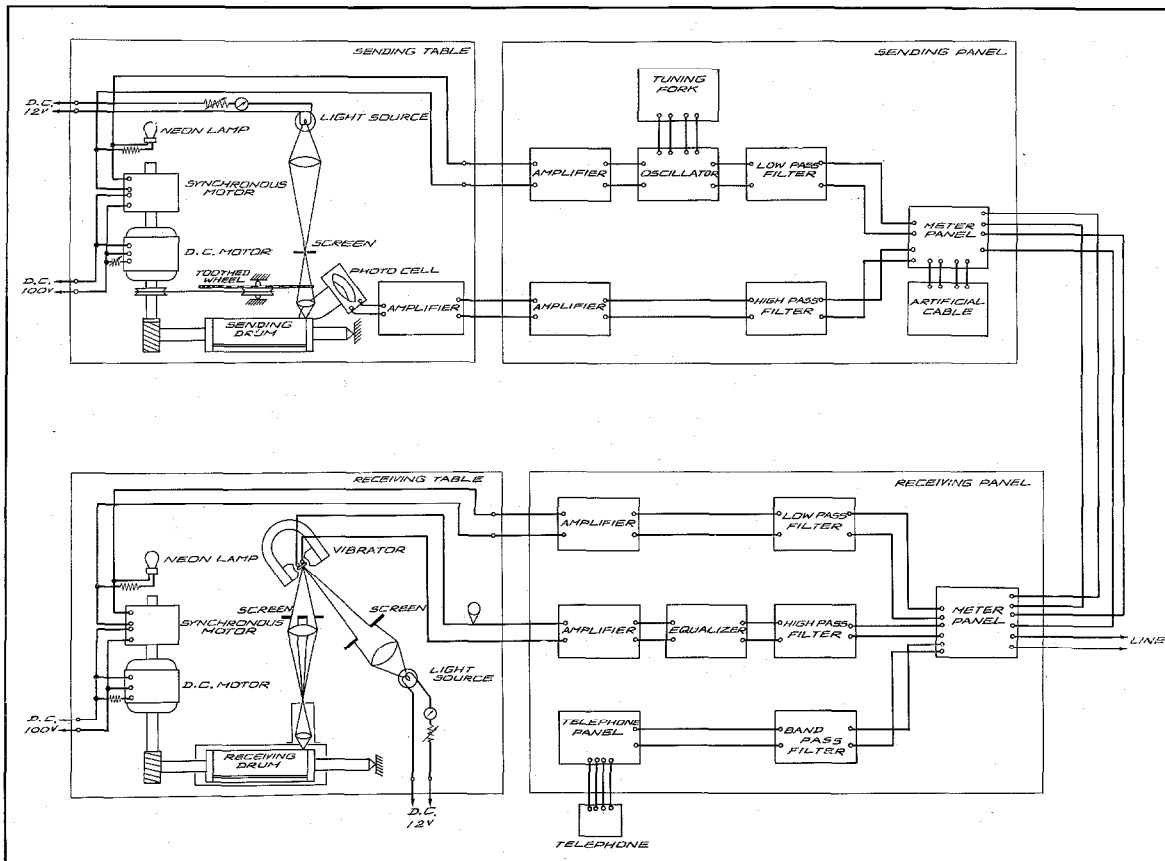 SENDING TABLE
SENDING PANEL
D.C.
12V
LIGHT SOURCE
NEON LAMP
SYNCHRONOUS
MOTOR
D.C. MOTOR
SCREEN
TOOTHED
WHEEL
PHOTO CELL
D.C.
100V
SENDING
DRUM
AMPLIFIER
TUNING
FORK
AMPLIFIER
OSCILLATOR
LOW PASS
FILTER
METER
PANEL
AMPLIFIER
HIGH PASS
FILTER
ARTIFICIAL
CABLE
RECEIVING TABLE
RECEIVING PANEL
NEON LAMP
VIBRATOR
SCREEN
SCREEN
SYNCHRONOUS
MOTOR
D.C. MOTOR
LIGHT
SOURCE
D.C.
100V
RECEIVING
DRUM
D.C.
12V
AMPLIFIER
LOW PASS
FILTER
AMPLIFIER
EQUALIZER
HIGH PASS
FILTER
METER
PANEL
LINE
TELEPHONE
PANEL
BAND
PASS
FILTER
TELEPHONE